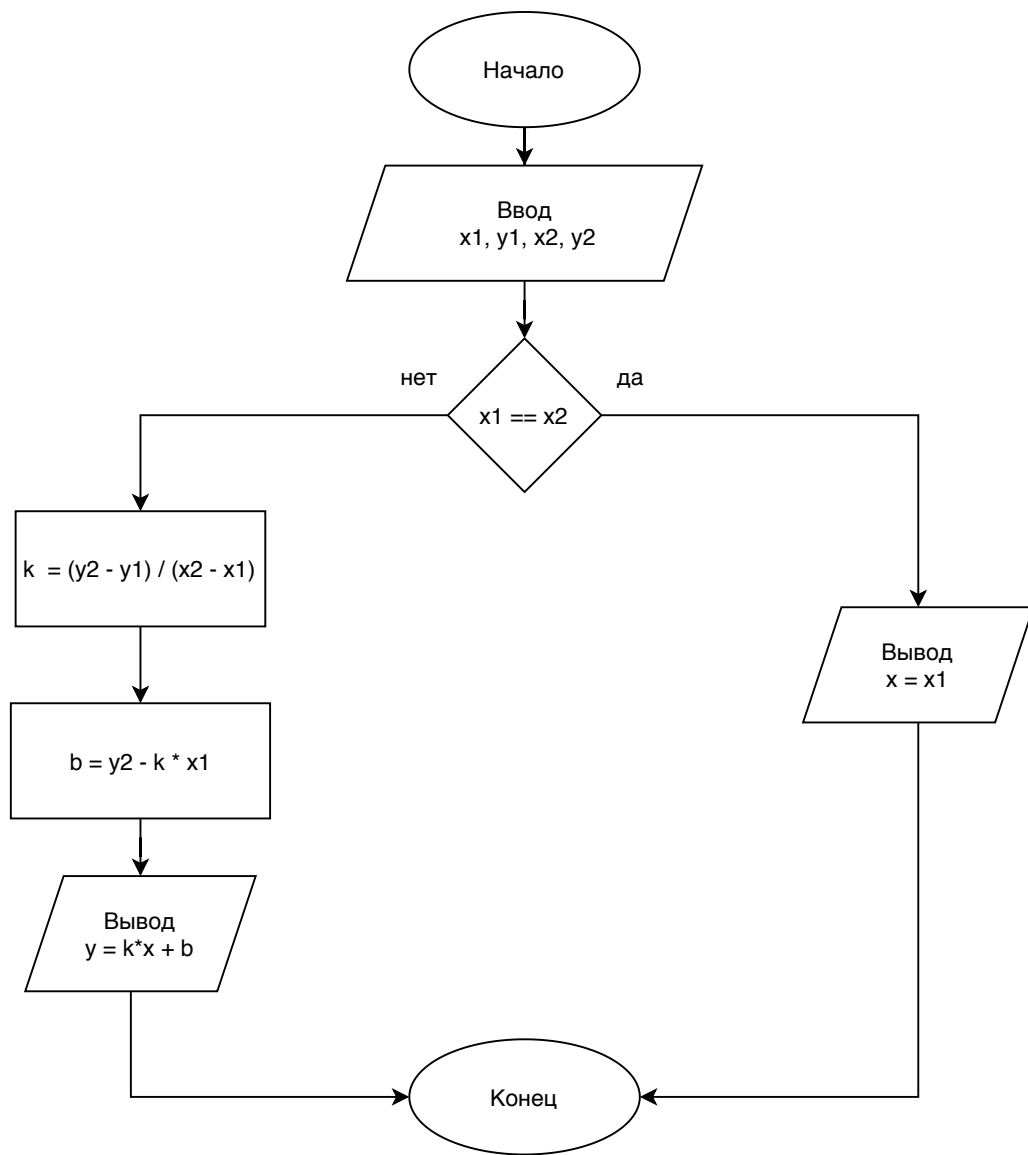 Начало
Ввод
x1, y1, x2, y2
нет
да
x1 == x2
k  = (y2 - y1) / (x2 - x1)
b = y2 - k * x1
Вывод
y = k*x + b
Вывод
x = x1
Конец